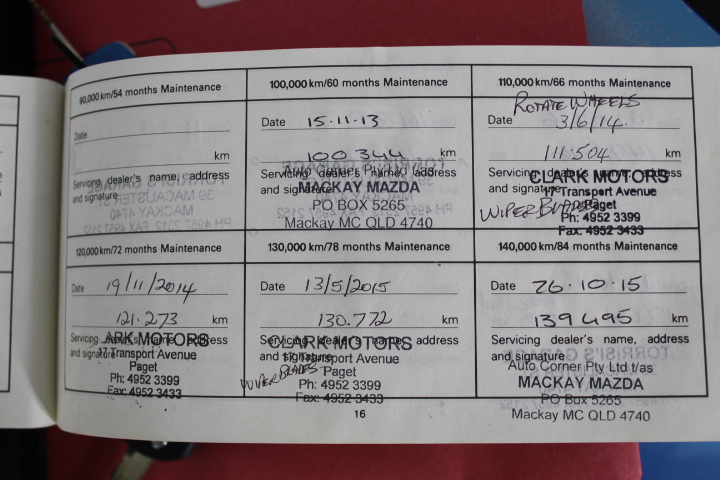 90,000 km/54 months Maintenance
Date
km
Servicing dealer's name, address
and signature
100,000 km/60 months Maintenance
Date 15.11.13
100 344 km
Servicing dealer's name, address
and signature
Auto Corner Pty Ltd t/as
MACKAY MAZDA
PO BOX 5265
Mackay MC QLD 4740
110,000 km/66 months Maintenance
ROTATE WHEELS
Date 3/6/14.
111.504 km
Servicing dealer's name, address
and signature
CLARK MOTORS
17 Transport Avenue
Paget
WIPER BLADES
Ph: 4952 3399
Fax: 4952 3433
120,000 km/72 months Maintenance
Date 19/11/2014
121.273 km
Servicing dealer's name, address
and signature
ARK MOTORS
17 Transport Avenue
Paget
Ph: 4952 3399
Fax: 4952 3433
130,000 km/78 months Maintenance
Date 13/5/2015
130.772 km
Servicing dealer's name, address
and signature
CLARK MOTORS
17 Transport Avenue
Paget
WIPER BLADES
Ph: 4952 3399
Fax: 4952 3433
140,000 km/84 months Maintenance
Date 26.10.15
139 495 km
Servicing dealer's name, address
and signature
Auto Corner Pty Ltd t/as
MACKAY MAZDA
PO Box 5265
Mackay MC QLD 4740
16